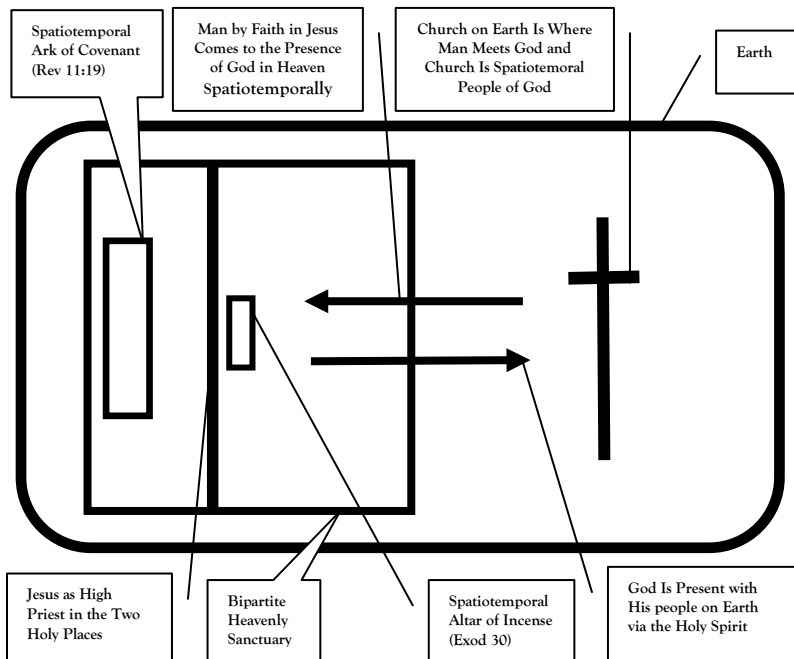 Spatiotemporal
Ark of Covenant
(Rev 11:19)
Man by Faith in Jesus
Comes to the Presence
of God in Heaven
Spatiotemporally
Church on Earth Is Where
Man Meets God and
Church Is Spatiotemoral
People of God
Earth
Jesus as High
Priest in the Two
Holy Places
Bipartite
Heavenly
Sanctuary
Spatiotemporal
Altar of Incense
(Exod 30)
God Is Present with
His people on Earth
via the Holy Spirit